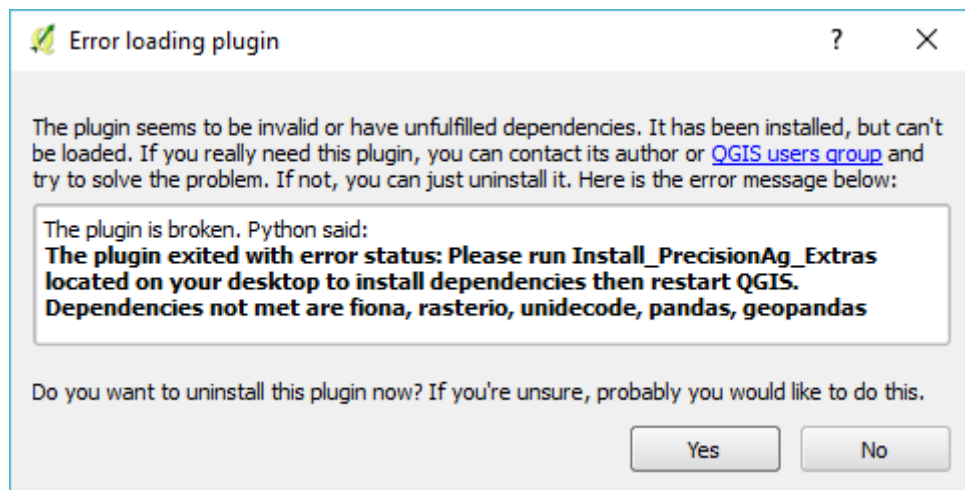 Error loading plugin
?
The plugin seems to be invalid or have unfulfilled dependencies. It has been installed, but can't
be loaded. If you really need this plugin, you can contact its author or QGIS users group and
try to solve the problem. If not, you can just uninstall it. Here is the error message below:
The plugin is broken. Python said:
The plugin exited with error status: Please run Install_PrecisionAg_Extras
located on your desktop to install dependencies then restart QGIS.
Dependencies not met are fiona, rasterio, unidecode, pandas, geopandas
Do you want to uninstall this plugin now? If you're unsure, probably you would like to do this.
Yes
No